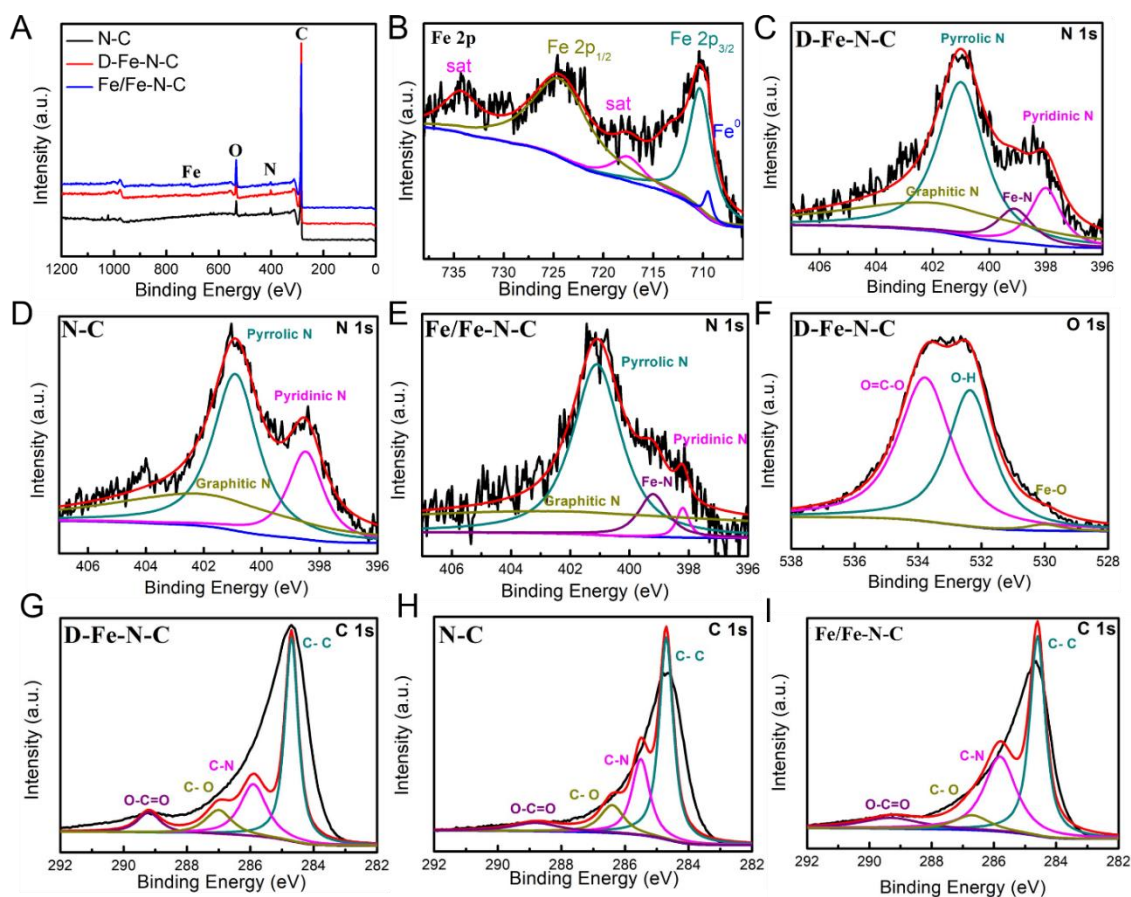 A
N-C
D-Fe-N-C
Fe/Fe-N-C
C
O
Fe
N
Intensity (a.u.)
1200 1000 800 600 400 200 0
Binding Energy (eV)
B
Fe 2p
Fe 2p1/2
Fe 2p3/2
sat
sat
Fe0
Intensity (a.u.)
735 730 725 720 715 710
Binding Energy (eV)
C
D-Fe-N-C
N 1s
Pyrrolic N
Pyridinic N
Graphitic N
Fe-N
Intensity (a.u.)
406 404 402 400 398 396
Binding Energy (eV)
D
N-C
N 1s
Pyrrolic N
Pyridinic N
Graphitic N
Intensity (a.u.)
406 404 402 400 398 396
Binding Energy (eV)
E
Fe/Fe-N-C
N 1s
Pyrrolic N
Pyridinic N
Fe-N
Graphitic N
Intensity (a.u.)
406 404 402 400 398 396
Binding Energy (eV)
F
D-Fe-N-C
O 1s
O=C-O
O-H
Fe-O
Intensity (a.u.)
538 536 534 532 530 528
Binding Energy (eV)
G
D-Fe-N-C
C 1s
C- C
C-N
C- O
O-C=O
Intensity (a.u.)
292 290 288 286 284 282
Binding Energy (eV)
H
N-C
C 1s
C- C
C-N
C- O
O-C=O
Intensity (a.u.)
292 290 288 286 284 282
Binding Energy (eV)
I
Fe/Fe-N-C
C 1s
C- C
C-N
C- O
O-C=O
Intensity (a.u.)
292 290 288 286 284 282
Binding Energy (eV)